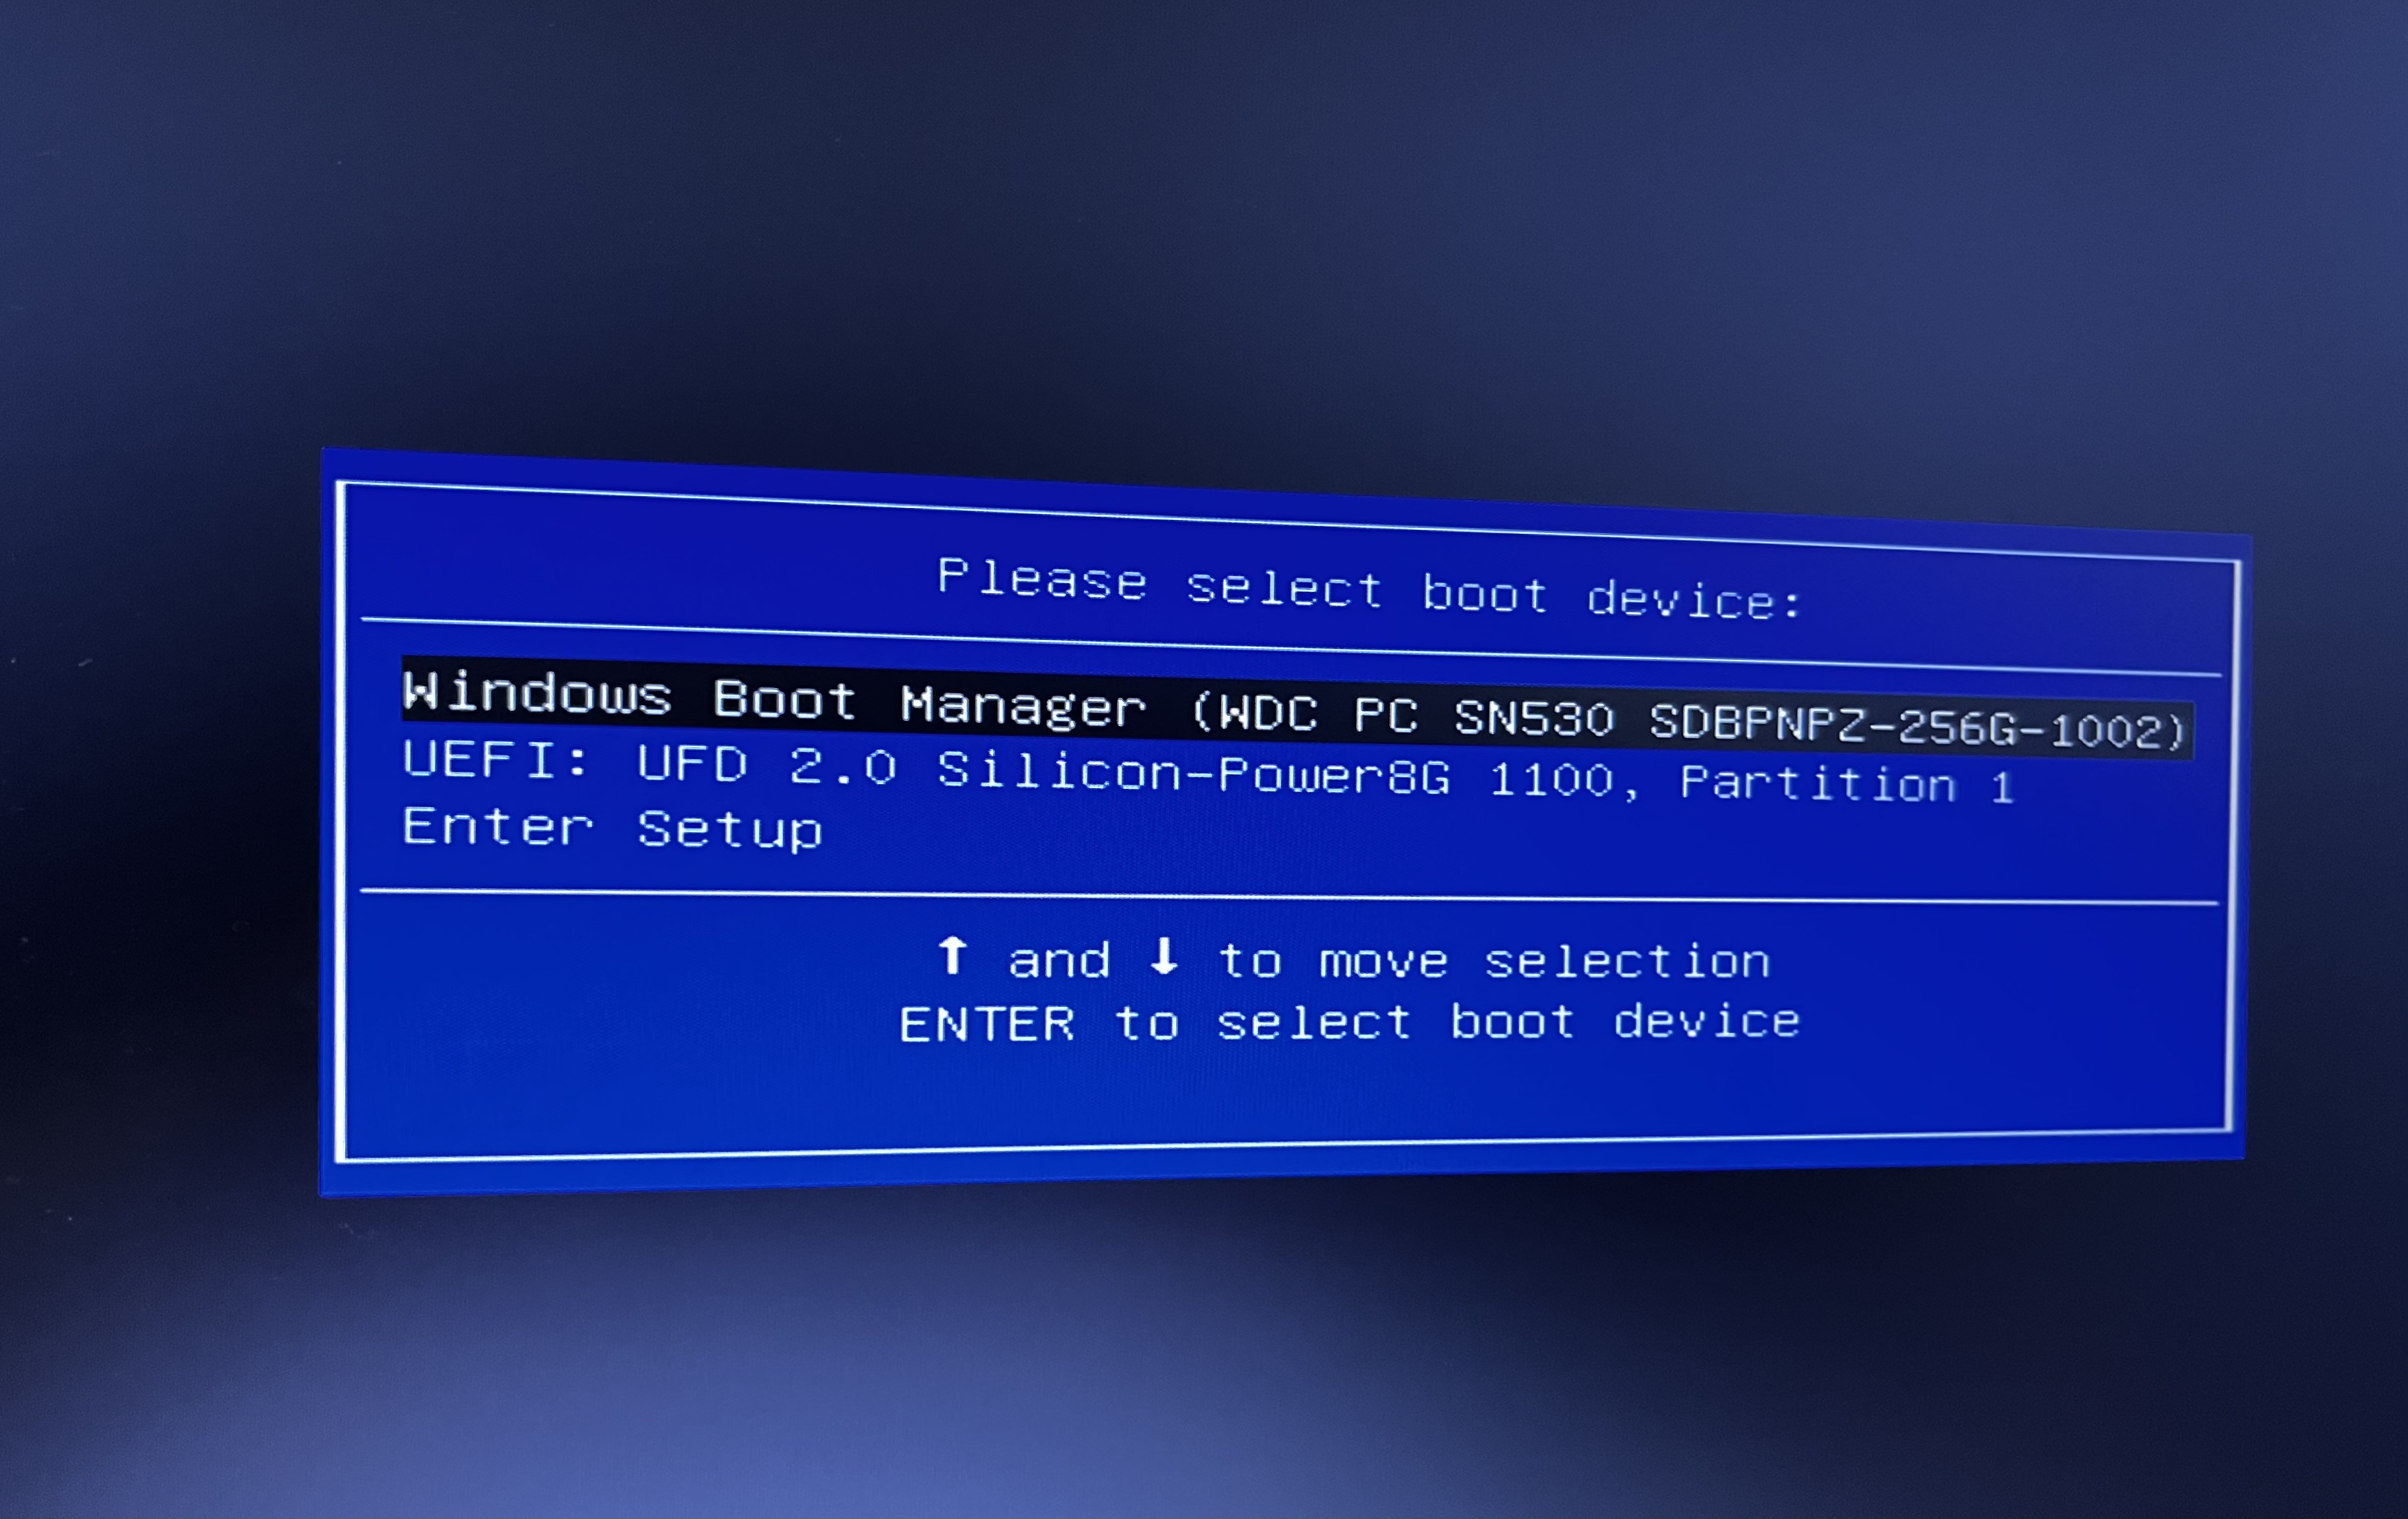 Please select boot device:
Windows Boot Manager (WDC PC SN530 SDBPNPZ-256G-1002)
UEFI: UFD 2.0 Silicon-Power8G 1100, Partition 1
Enter Setup
↑ and ↓ to move selection
ENTER to select boot device